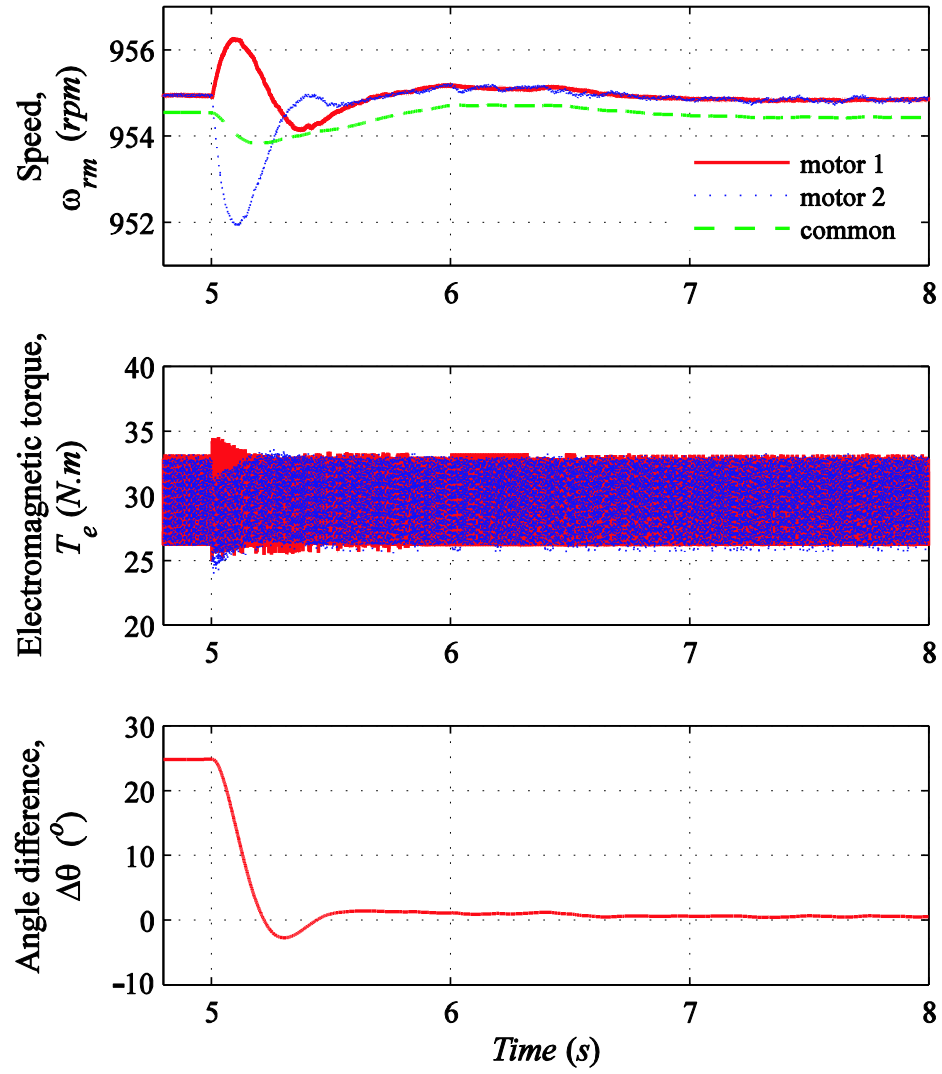 Speed,
ω_rm (rpm)
956
954
952
motor 1
motor 2
common
5 6 7 8
Electromagnetic torque,
T_e (N.m)
40
35
30
25
20
5 6 7 8
Angle difference,
Δθ (°)
30
20
10
0
-10
5 6 7 8
Time (s)